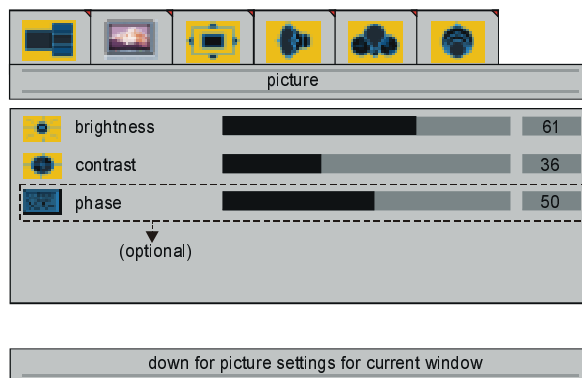 picture
brightness 61
contrast 36
phase 50
(optional)
down for picture settings for current window